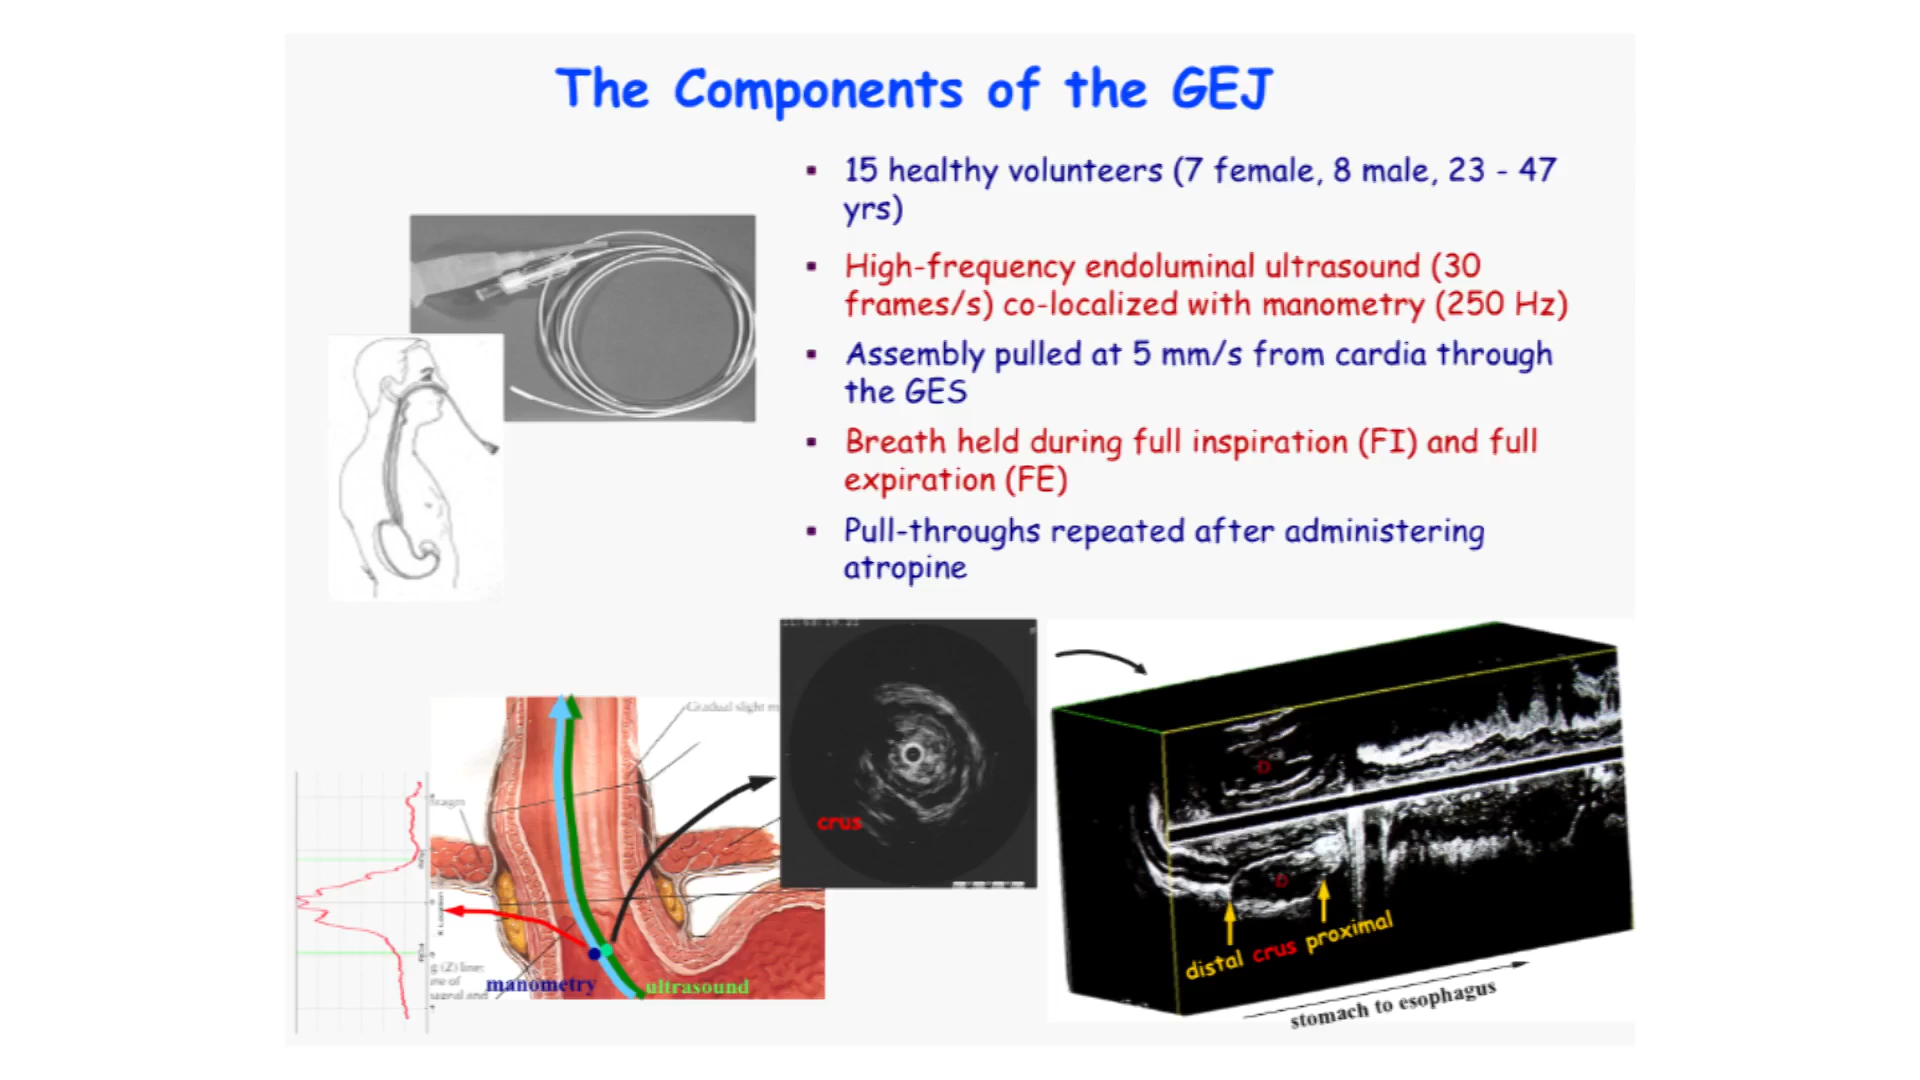 The Components of the GEJ
15 healthy volunteers (7 female, 8 male, 23 - 47
yrs)
High-frequency endoluminal ultrasound (30
frames/s) co-localized with manometry (250 Hz)
Assembly pulled at 5 mm/s from cardia through
the GES
Breath held during full inspiration (FI) and full
expiration (FE)
Pull-throughs repeated after administering
atropine
Gradual slight
crus
D
D
distal crus proximal
stomach to esophagus
(Z) line:
manometry
ultrasound